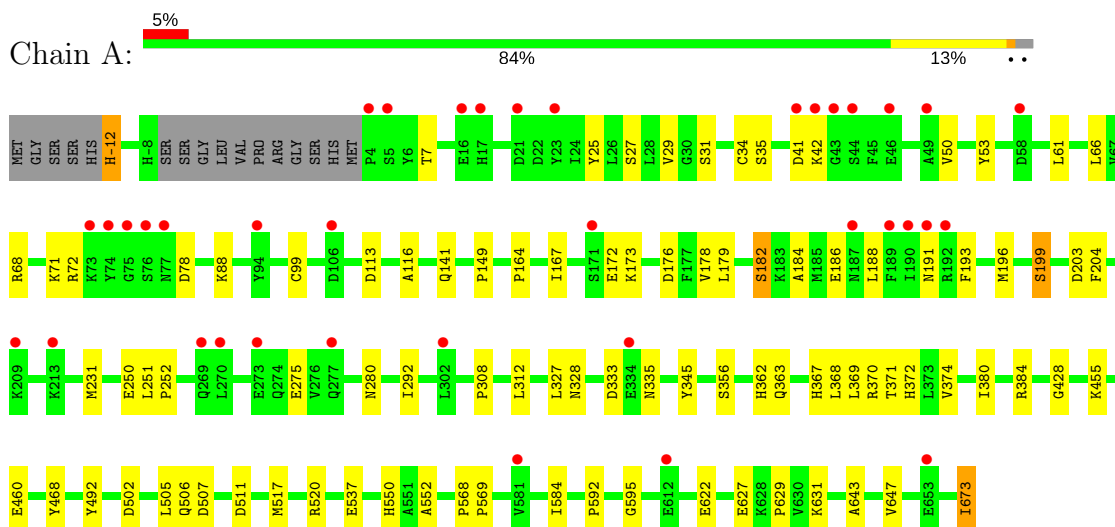 5%
Chain A:
84% 13% • •
MET GLY SER SER HIS H-12 H-8 SER SER GLY LEU VAL PRO ARG GLY SER HIS MET P4 S5 Y6 T7 E16 H17 D21 D22 Y23 I24 Y25 L26 S27 L28 V29 G30 S31 C34 S35 D41 K42 G43 S44 F45 E46 A49 V50 Y53 D58 L61 L66 V67
R68 K71 R72 K73 Y74 G75 S76 N77 D78 K88 Y94 C99 D106 D113 A116 Q141 P149 P164 I167 S171 E172 K173 D176 F177 V178 L179 S182 K183 A184 M185 E186 N187 L188 F189 I190 N191 R192 F193 M196 S199 D203 F204
K209 K213 M231 E250 L251 P252 Q269 L270 E273 Q274 E275 V276 Q277 N280 I292 L302 P308 L312 L327 N328 D333 E334 N335 Y345 S356 H362 Q363 H367 L368 L369 R370 T371 H372 L373 V374 I380 R384 G428 K455
E460 Y468 Y492 D502 L505 Q506 D507 D511 M517 R520 E537 H550 A551 A552 P568 P569 V581 I584 P592 G595 E612 E622 E627 K628 P629 V630 K631 A643 V647 E653 I673